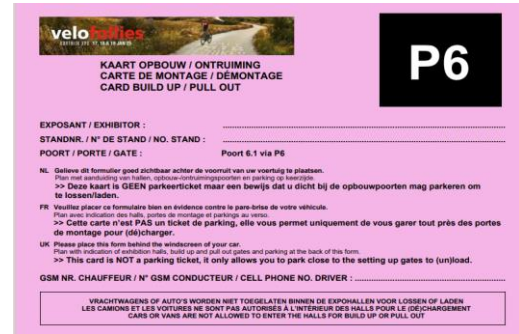 velofollies
KORTRIJK XPO 17, 18 & 19 JAN 25
P6
KAART OPBOUW / ONTRUIMING
CARTE DE MONTAGE / DÉMONTAGE
CARD BUILD UP / PULL OUT
EXPOSANT / EXHIBITOR :
STANDNR. / N° DE STAND / NO. STAND :
POORT / PORTE / GATE : Poort 6.1 via P6
NL Gelieve dit formulier goed zichtbaar achter de voorruit van uw voertuig te plaatsen.
Plan met aanduiding van hallen, opbouw-/ontruimingspoorten en parking op keerzijde.
>> Deze kaart is GEEN parkeerticket maar een bewijs dat u dicht bij de opbouwpoorten mag parkeren om
te lossen/laden.
FR Veuillez placer ce formulaire bien en évidence contre le pare-brise de votre véhicule.
Plan avec indication des halls, portes de montage et parkings au verso.
>> Cette carte n'est PAS un ticket de parking, elle vous permet uniquement de vous garer tout près des portes
de montage pour (dé)charger.
UK Please place this form behind the windscreen of your car.
Plan with indication of exhibition halls, build up and pull out gates and parking at the back of this form.
>> This card is NOT a parking ticket, it only allows you to park close to the setting up gates to (un)load.
GSM NR. CHAUFFEUR / N° GSM CONDUCTEUR / CELL PHONE NO. DRIVER :
VRACHTWAGENS OF AUTO'S WORDEN NIET TOEGELATEN BINNEN DE EXPOHALLEN VOOR LOSSEN OF LADEN
LES CAMIONS ET LES VOITURES NE SONT PAS AUTORISÉS À L'INTÉRIEUR DES HALLS POUR LE (DÉ)CHARGEMENT
CARS OR VANS ARE NOT ALLOWED TO ENTER THE HALLS FOR BUILD UP OR PULL OUT